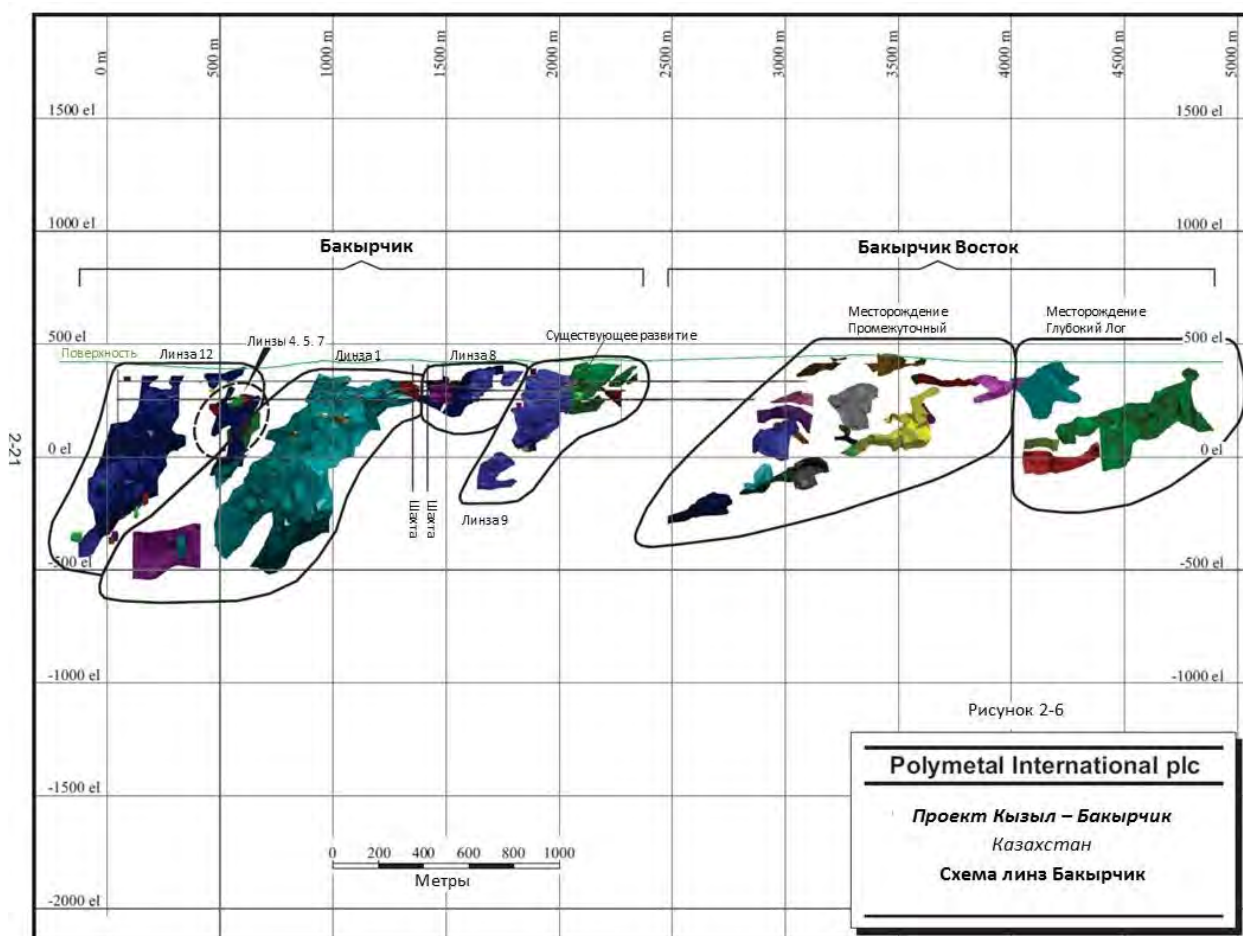 0 m
500 m
1000 m
1500 m
2000 m
2500 m
3000 m
3500 m
4000 m
4500 m
5000 m
1500 el
1500 el
1000 el
1000 el
Бакырчик
Бакырчик Восток
500 el
500 el
Поверхность
Линза 12
Линзы 4. 5. 7
Линза 1
Линза 8
Существующее развитие
Месторождение
Промежуточный
Месторождение
Глубокий Лог
0 el
0 el
Шахта
Шахта
Линза 9
-500 el
-500 el
-1000 el
-1000 el
-1500 el
-2000 el
2-21
0 200 400 600 800 1000
Метры
Рисунок 2-6
Polymetal International plc
Проект Кызыл – Бакырчик
Казахстан
Схема линз Бакырчик